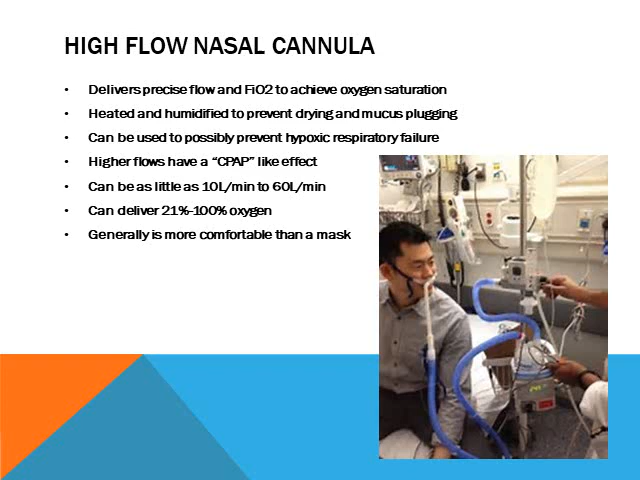 HIGH FLOW NASAL CANNULA
• Delivers precise flow and FiO2 to achieve oxygen saturation
• Heated and humidified to prevent drying and mucus plugging
• Can be used to possibly prevent hypoxic respiratory failure
• Higher flows have a “CPAP” like effect
• Can be as little as 10L/min to 60L/min
• Can deliver 21%-100% oxygen
• Generally is more comfortable than a mask